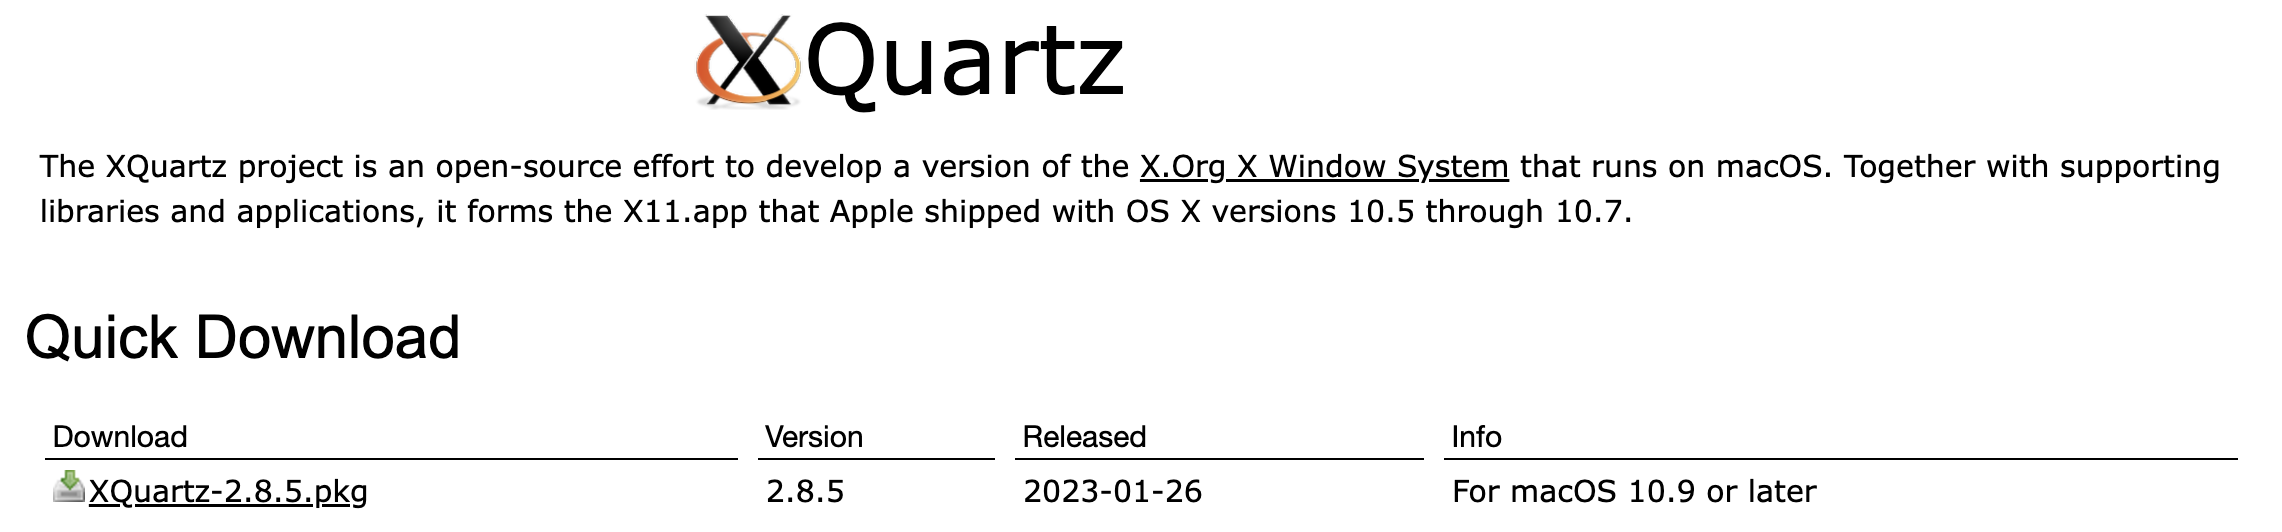 XQuartz
The XQuartz project is an open-source effort to develop a version of the X.Org X Window System that runs on macOS. Together with supporting
libraries and applications, it forms the X11.app that Apple shipped with OS X versions 10.5 through 10.7.
Quick Download
Download Version Released Info
XQuartz-2.8.5.pkg 2.8.5 2023-01-26 For macOS 10.9 or later